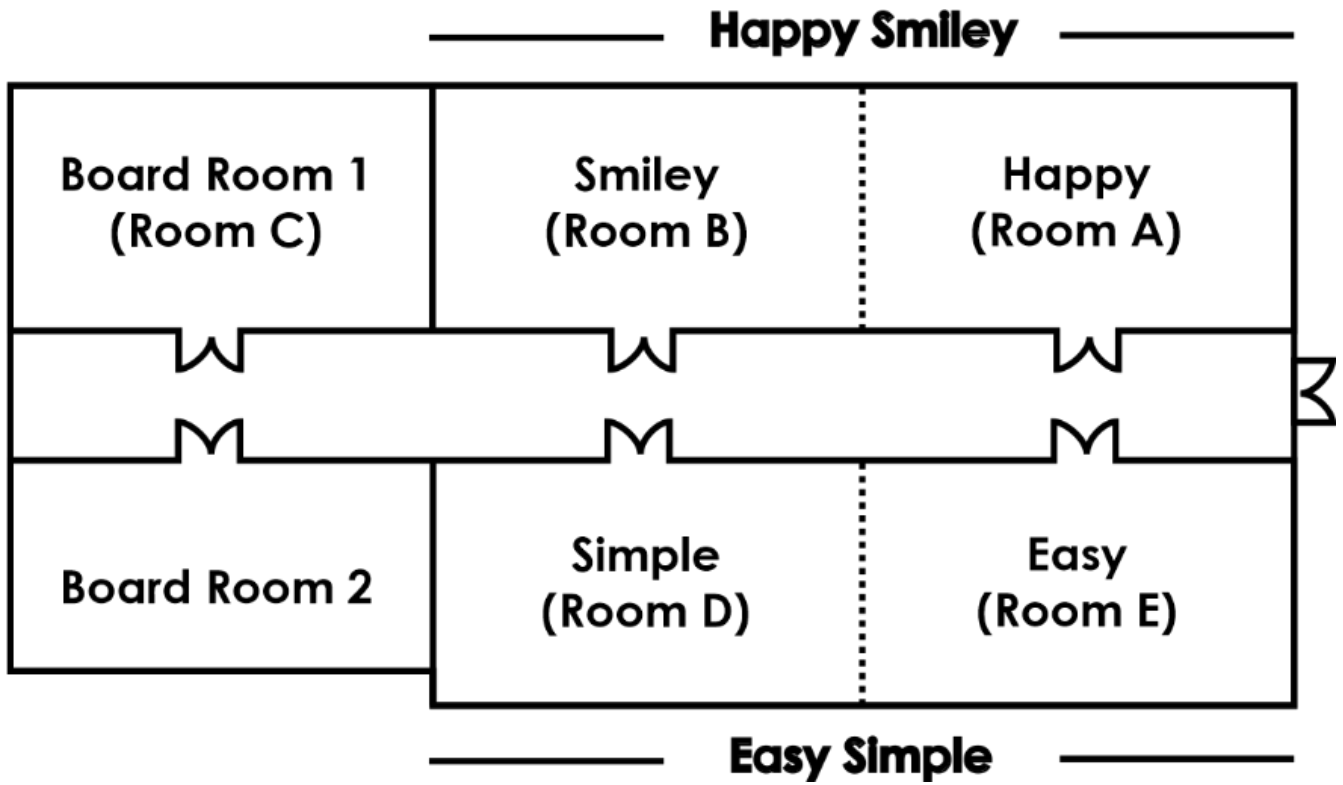 Happy Smiley
Board Room 1
(Room C)
Smiley
(Room B)
Happy
(Room A)
Board Room 2
Simple
(Room D)
Easy
(Room E)
Easy Simple